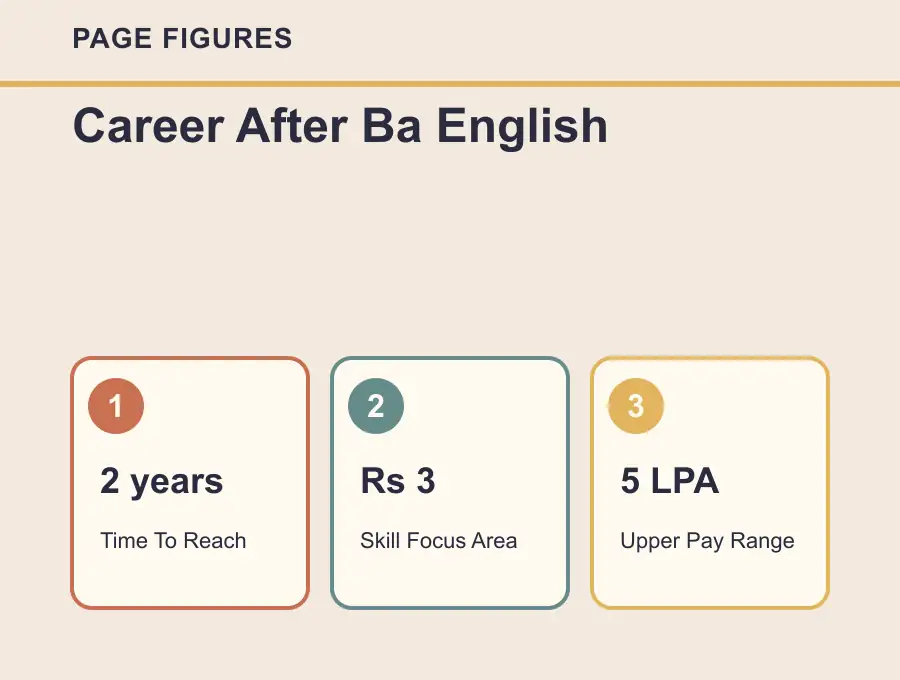 PAGE FIGURES
Career After Ba English
1
2 years
Time To Reach
2
Rs 3
Skill Focus Area
3
5 LPA
Upper Pay Range